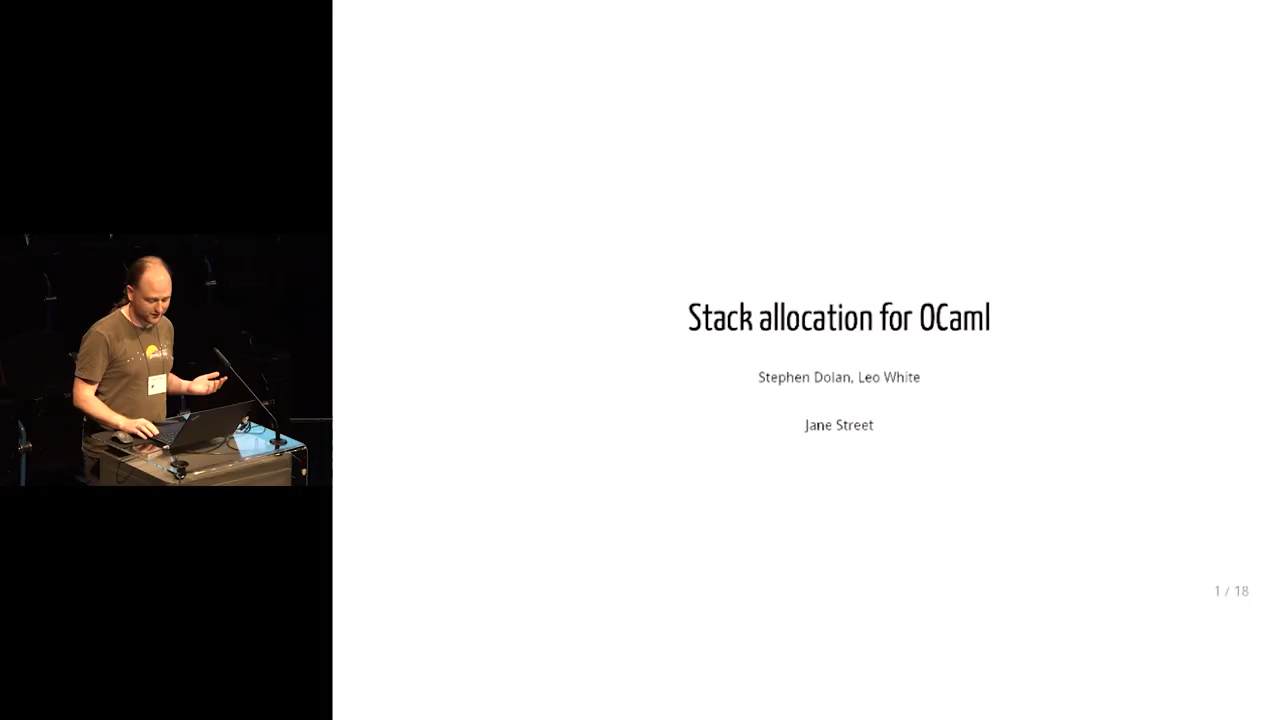 Stack allocation for OCaml
Stephen Dolan, Leo White
Jane Street
1 / 18